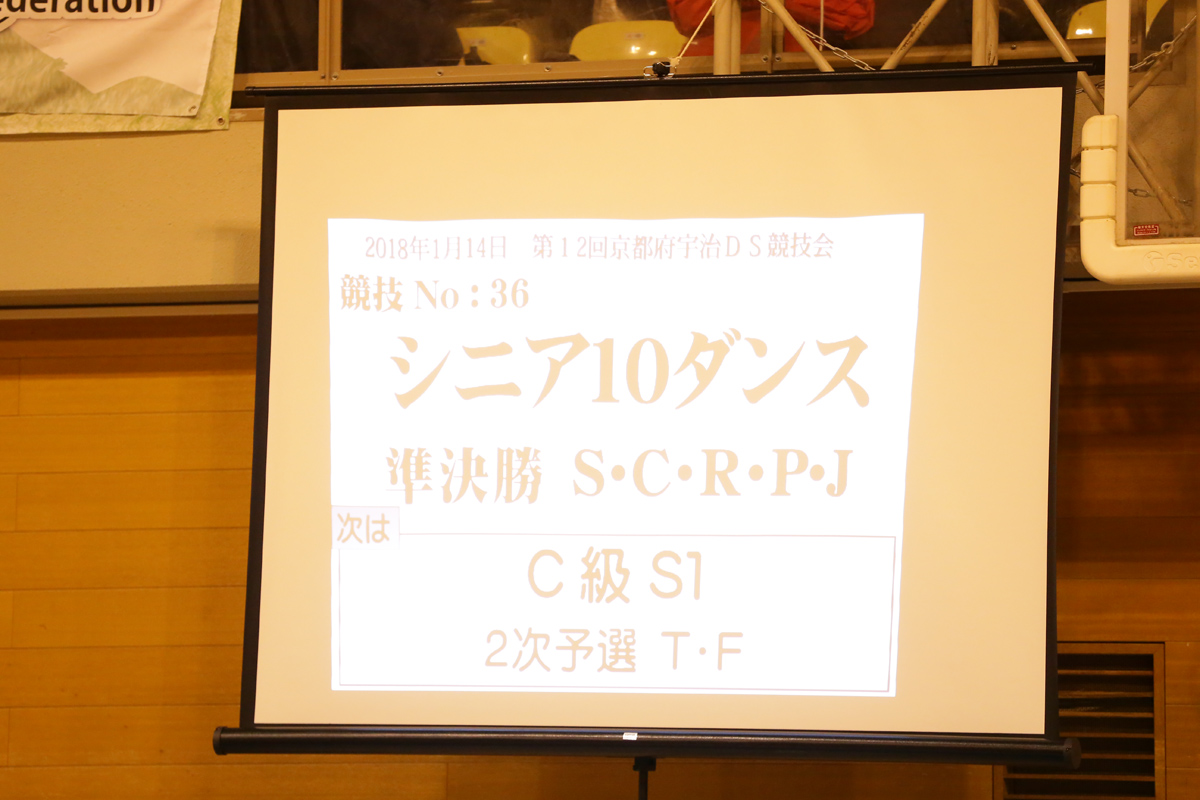 ederation
2018年1月14日 第12回京都府宇治DS競技会
競技 No：36
シニア10ダンス
準決勝 S・C・R・P・J
次は
C 級 S1
2次予選 T・F